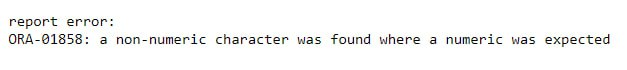 report error:
ORA-01858: a non-numeric character was found where a numeric was expected